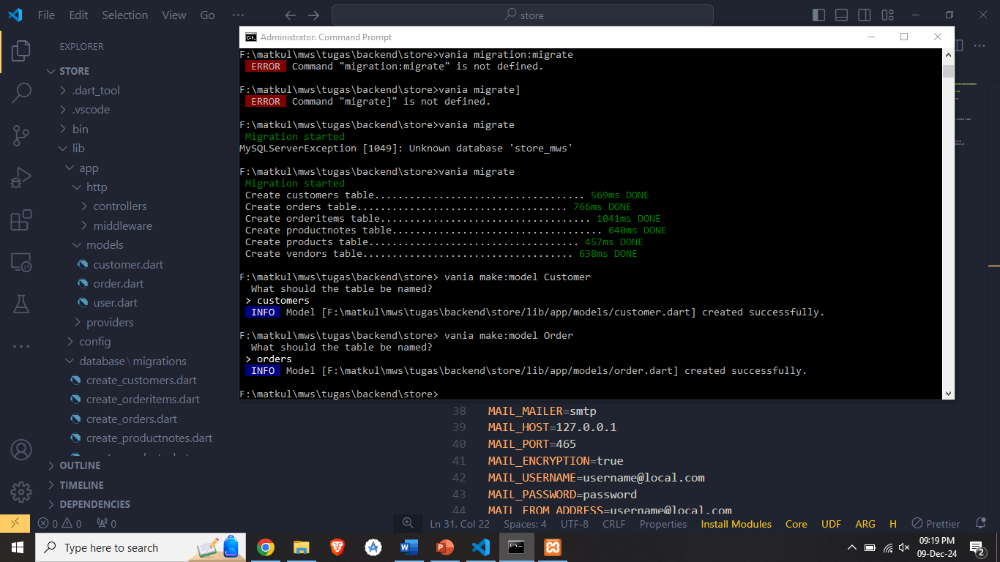 File Edit Selection View Go ··· store
EXPLORER
STORE
.dart_tool
.vscode
bin
lib
app
http
controllers
middleware
models
customer.dart
order.dart
user.dart
providers
config
database\migrations
create_customers.dart
create_orderitems.dart
create_orders.dart
create_productnotes.dart
OUTLINE
TIMELINE
DEPENDENCIES
Administrator: Command Prompt
F:\matkul\mws\tugas\backend\store>vania migration:migrate
ERROR Command "migration:migrate" is not defined.
F:\matkul\mws\tugas\backend\store>vania migrate]
ERROR Command "migrate]" is not defined.
F:\matkul\mws\tugas\backend\store>vania migrate
Migration started
MySQLServerException [1049]: Unknown database 'store_mws'
F:\matkul\mws\tugas\backend\store>vania migrate
Migration started
Create customers table.................................... 569ms DONE
Create orders table.................................... 766ms DONE
Create orderitems table.................................... 1041ms DONE
Create productnotes table.................................... 640ms DONE
Create products table.................................... 457ms DONE
Create vendors table.................................... 638ms DONE
F:\matkul\mws\tugas\backend\store> vania make:model Customer
What should the table be named?
> customers
INFO Model [F:\matkul\mws\tugas\backend\store/lib/app/models/customer.dart] created successfully.
F:\matkul\mws\tugas\backend\store> vania make:model Order
What should the table be named?
> orders
INFO Model [F:\matkul\mws\tugas\backend\store/lib/app/models/order.dart] created successfully.
F:\matkul\mws\tugas\backend\store>
38 MAIL_MAILER=smtp
39 MAIL_HOST=127.0.0.1
40 MAIL_PORT=465
41 MAIL_ENCRYPTION=true
42 MAIL_USERNAME=username@local.com
43 MAIL_PASSWORD=password
44 MAIL_FROM_ADDRESS=username@local.com
0 0 0 Ln 31, Col 22 Spaces: 4 UTF-8 CRLF Properties Install Modules Core UDF ARG H Prettier
Type here to search
09:19 PM
09-Dec-24
2